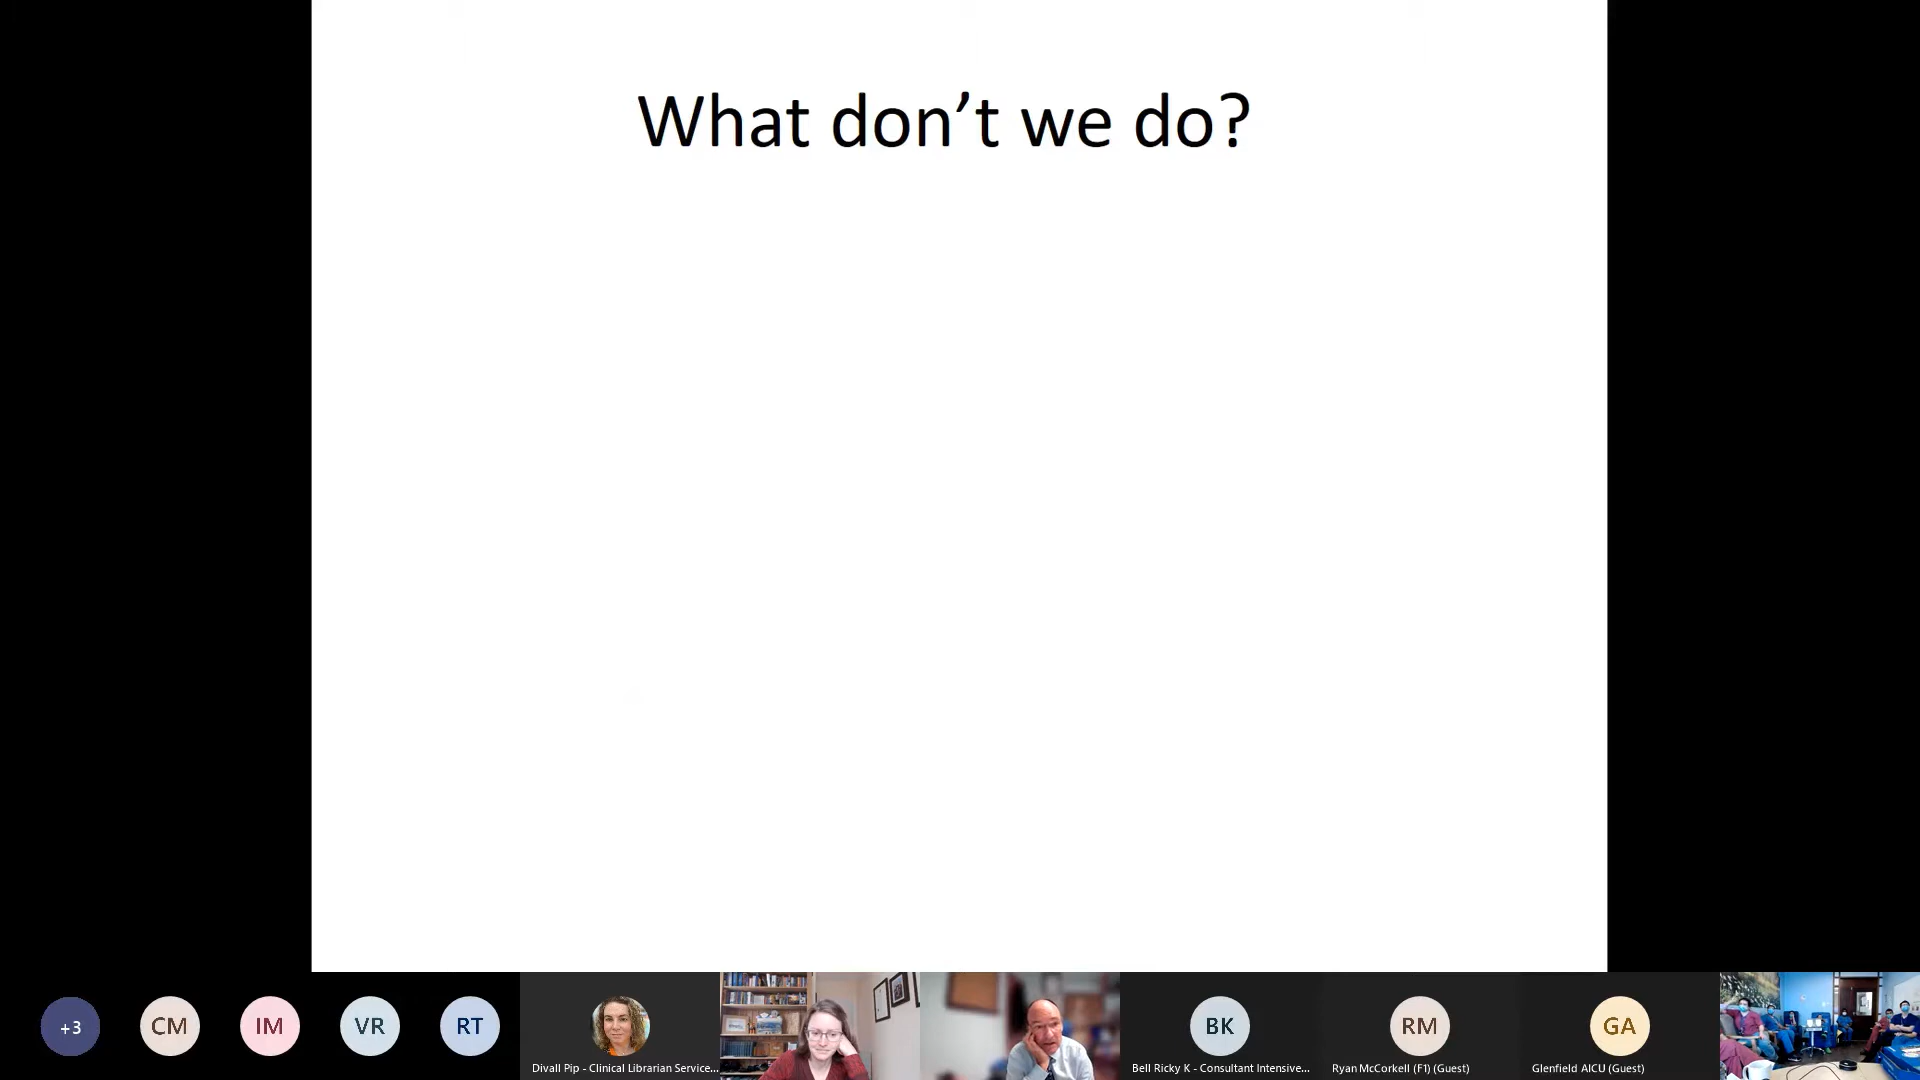 What don’t we do?
+3
CM
IM
VR
RT
Divall Pip - Clinical Librarian Service...
BK
Bell Ricky K - Consultant Intensive...
RM
Ryan McCorkell (F1) (Guest)
GA
Glenfield AICU (Guest)